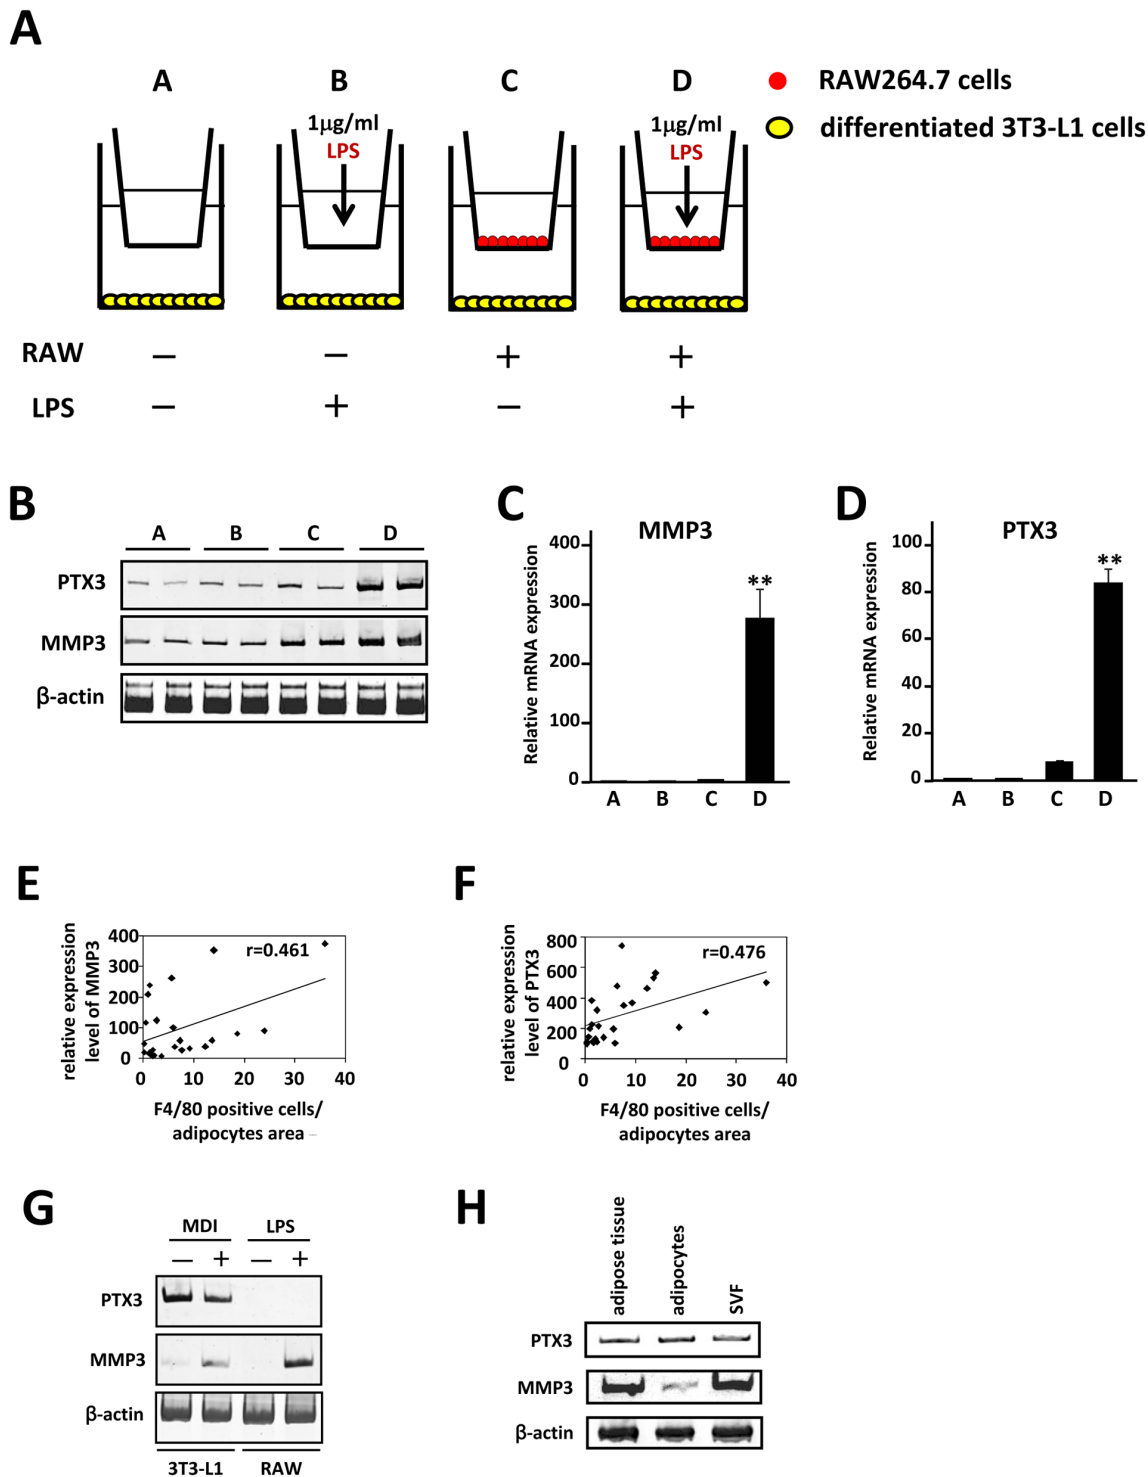 A
A B C D
RAW264.7 cells
differentiated 3T3-L1 cells
1μg/ml 1μg/ml
LPS LPS
RAW − − + +
LPS − + − +
B
A B C D
PTX3
MMP3
β-actin
C
MMP3
Relative mRNA expression
400
300
200
100
0
**
A B C D
D
PTX3
Relative mRNA expression
100
80
60
40
20
0
**
A B C D
E
relative expression
level of MMP3
400
300
200
100
0
r=0.461
0 10 20 30 40
F4/80 positive cells/
adipocytes area
F
relative expression
level of PTX3
800
600
400
200
0
r=0.476
0 10 20 30 40
F4/80 positive cells/
adipocytes area
G
MDI LPS
− + − +
PTX3
MMP3
β-actin
3T3-L1 RAW
H
adipose tissue
adipocytes
SVF
PTX3
MMP3
β-actin